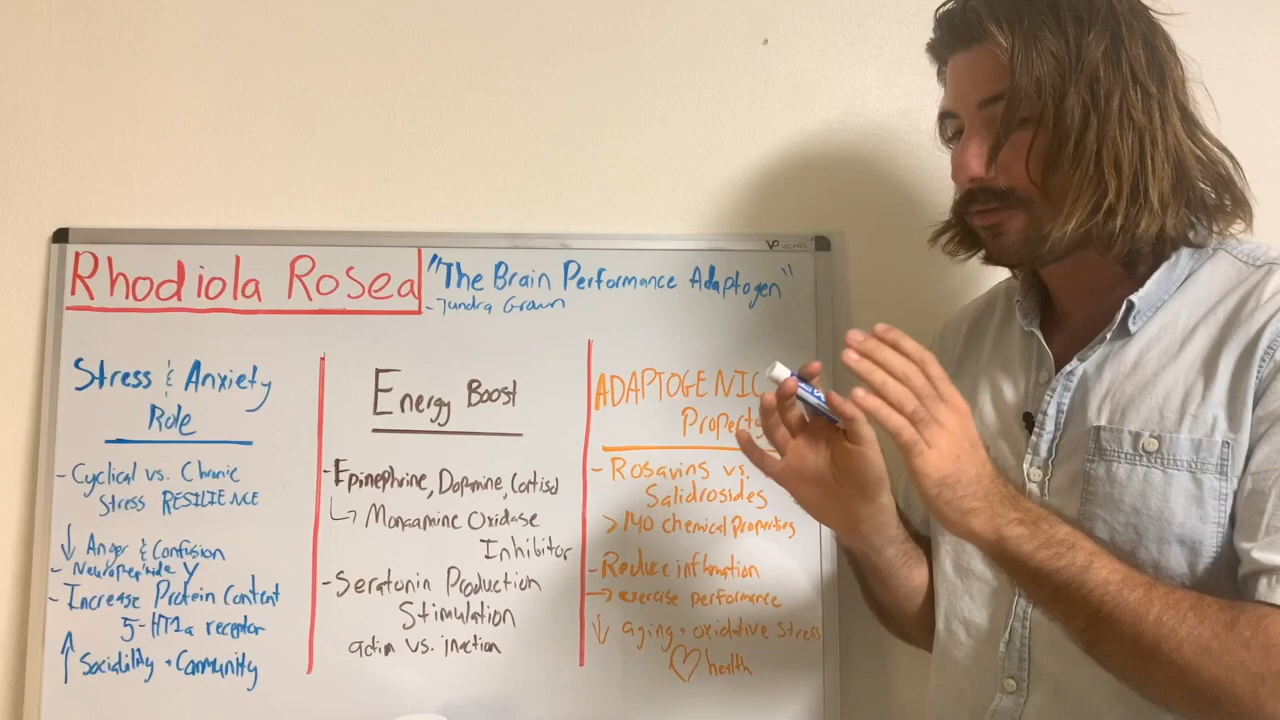 Rhodiola Rosea
"The Brain Performance Adaptogen"
- Tundra Grown
Stress & Anxiety
Role
- Cyclical vs. Chronic
Stress RESILIENCE
↓ Anger & Confusion
- Neuropeptide Y
- Increase Protein Content
5-HT1a receptor
↑ Sociability + Community
Energy Boost
- Epinephrine, Dopamine, Cortisol
↳ Monoamine Oxidase
Inhibitor
- Seratonin Production
Stimulation
action vs. inaction
ADAPTOGENIC
Property
- Rosavins vs.
Salidrosides
>140 chemical properties
- Reduce inflammation
→ exercise performance
↓ aging + oxidative stress
♡ health